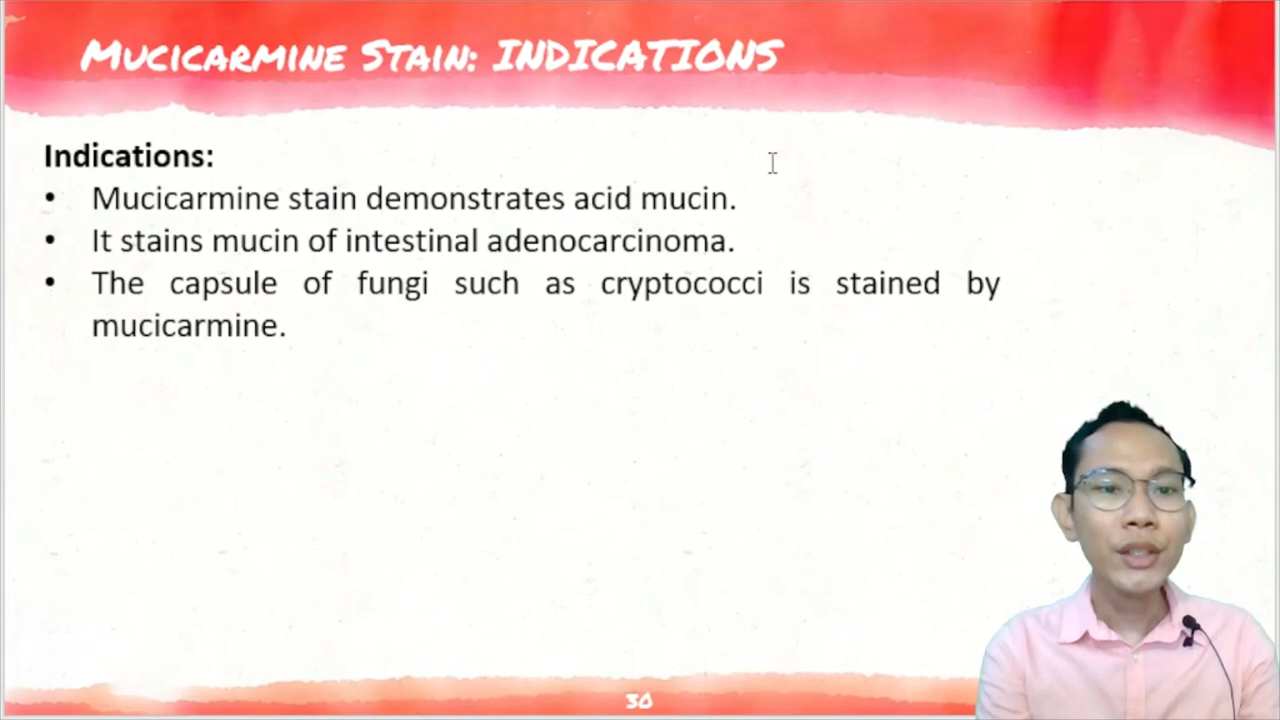 Mucicarmine Stain: INDICATIONS
Indications:
• Mucicarmine stain demonstrates acid mucin.
• It stains mucin of intestinal adenocarcinoma.
• The capsule of fungi such as cryptococci is stained by
mucicarmine.
30